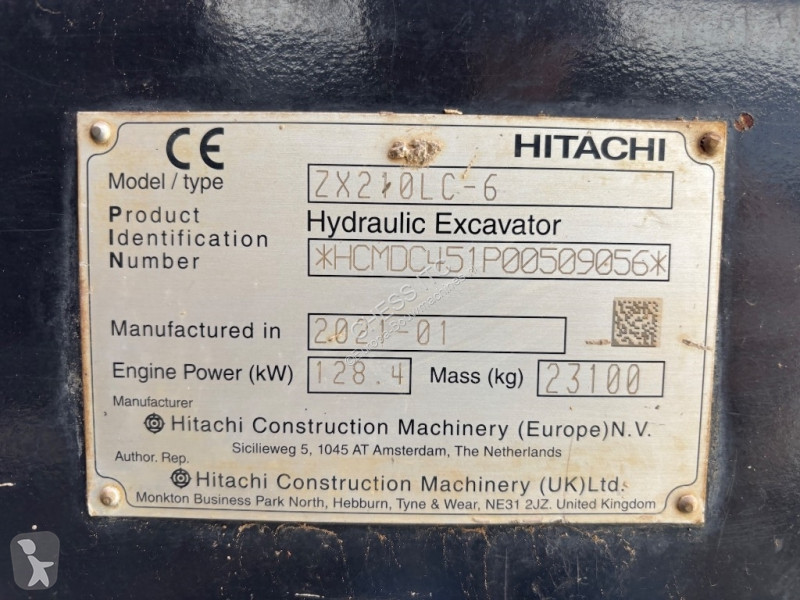 CE HITACHI
Model / type ZX210LC-6
Product Hydraulic Excavator
Identification
Number *HCMDC451P00509056*
Manufactured in 2021-01
Engine Power (kW) 128.4 Mass (kg) 23100
Manufacturer
Hitachi Construction Machinery (Europe)N.V.
Sicilieweg 5, 1045 AT Amsterdam, The Netherlands
Author. Rep.
Hitachi Construction Machinery (UK)Ltd.
Monkton Business Park North, Hebburn, Tyne & Wear, NE31 2JZ. United Kingdom